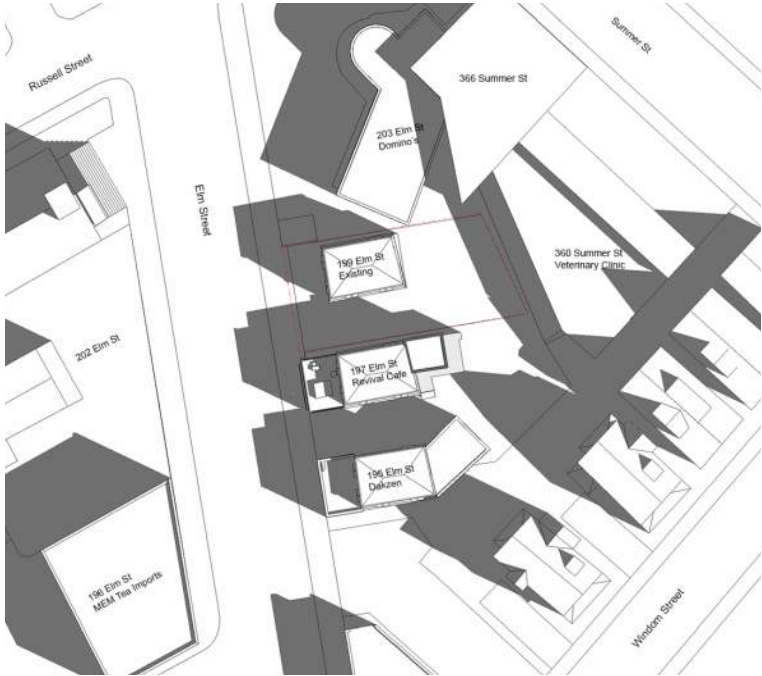 Summer St
Russell Street
366 Summer St
203 Elm St
Domino's
Elm Street
199 Elm St
Existing
360 Summer St
Veterinary Clinic
202 Elm St
197 Elm St
Revival Cafe
195 Elm St
Dakzen
196 Elm St
MEM Tea Imports
Windom Street